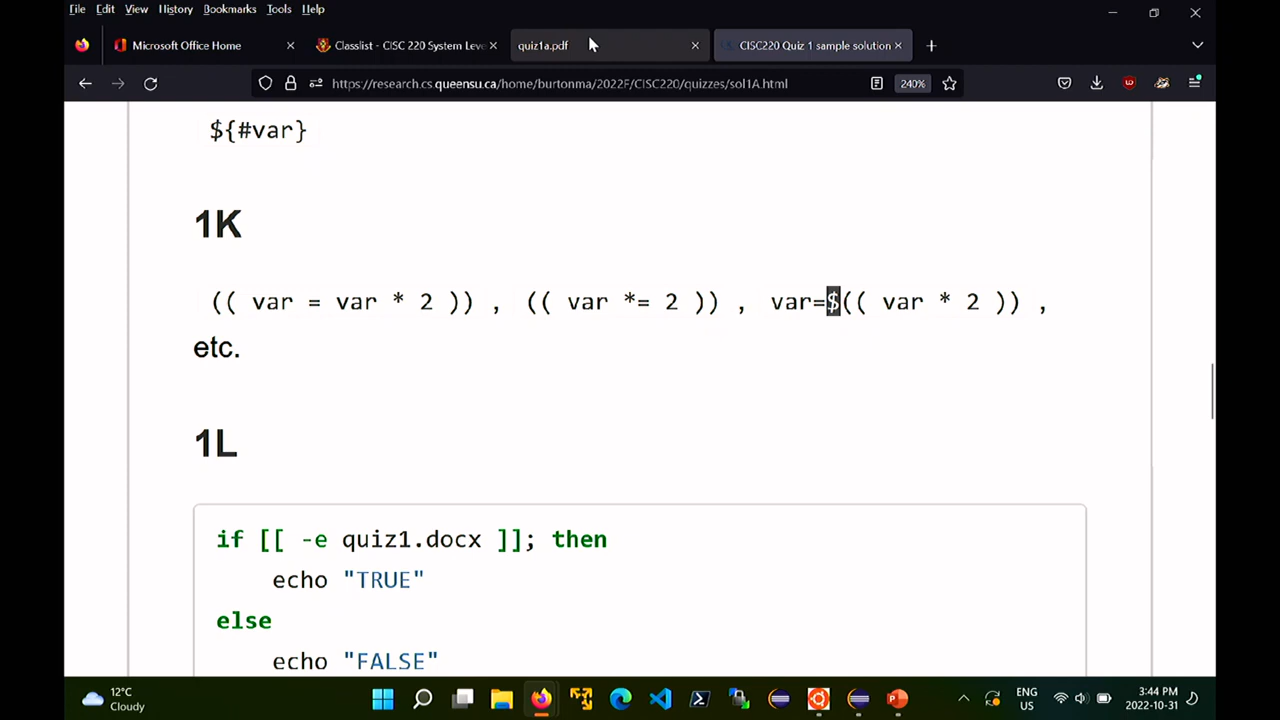 File Edit View History Bookmarks Tools Help
Microsoft Office Home
Classlist - CISC 220 System Leve
quiz1a.pdf
CISC220 Quiz 1 sample solution
https://research.cs.queensu.ca/home/burtonma/2022F/CISC220/quizzes/sol1A.html
240%
${#var}
1K
(( var = var * 2 )) , (( var *= 2 )) , var=$(( var * 2 )) ,
etc.
1L
if [[ -e quiz1.docx ]]; then
echo "TRUE"
else
echo "FALSE"
12°C
Cloudy
ENG
US
3:44 PM
2022-10-31